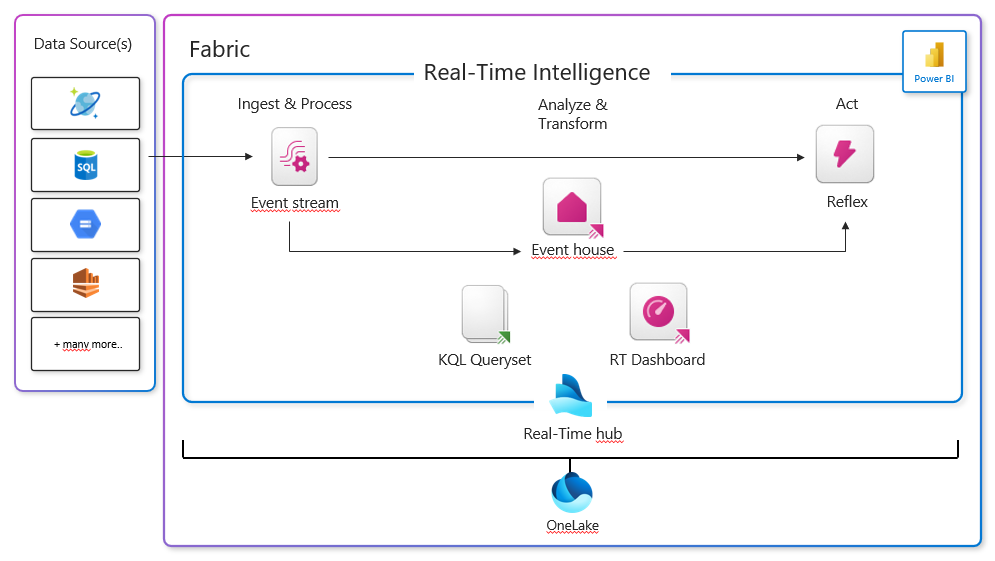 Data Source(s)
SQL
+ many more..
Fabric
Real-Time Intelligence
Power BI
Ingest & Process
Analyze &
Transform
Act
Event stream
Reflex
Event house
KQL Queryset
RT Dashboard
Real-Time hub
OneLake